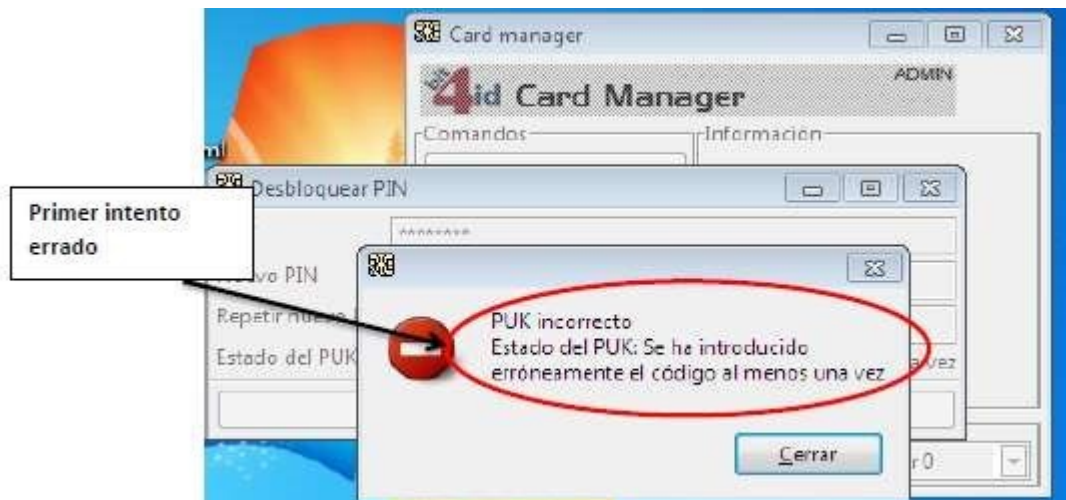 Card manager
bit
4id Card Manager
ADMIN
Comandos
Información
Desbloquear PIN
Primer intento
errado
********
PIN
Repetir
Estado del PUK
PUK incorrecto
Estado del PUK: Se ha introducido
erróneamente el código al menos una vez
vez
Cerrar
r 0